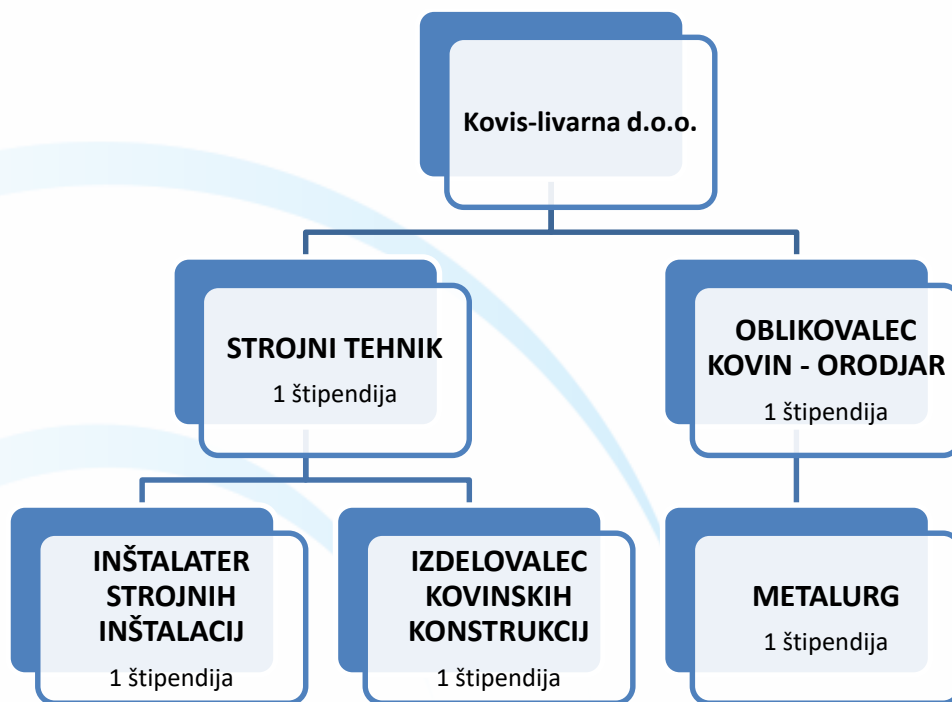 Kovis-livarna d.o.o.
STROJNI TEHNIK
1 štipendija
OBLIKOVALEC
KOVIN - ORODJAR
1 štipendija
INŠTALATER
STROJNIH
INŠTALACIJ
1 štipendija
IZDELOVALEC
KOVINSKIH
KONSTRUKCIJ
1 štipendija
METALURG
1 štipendija